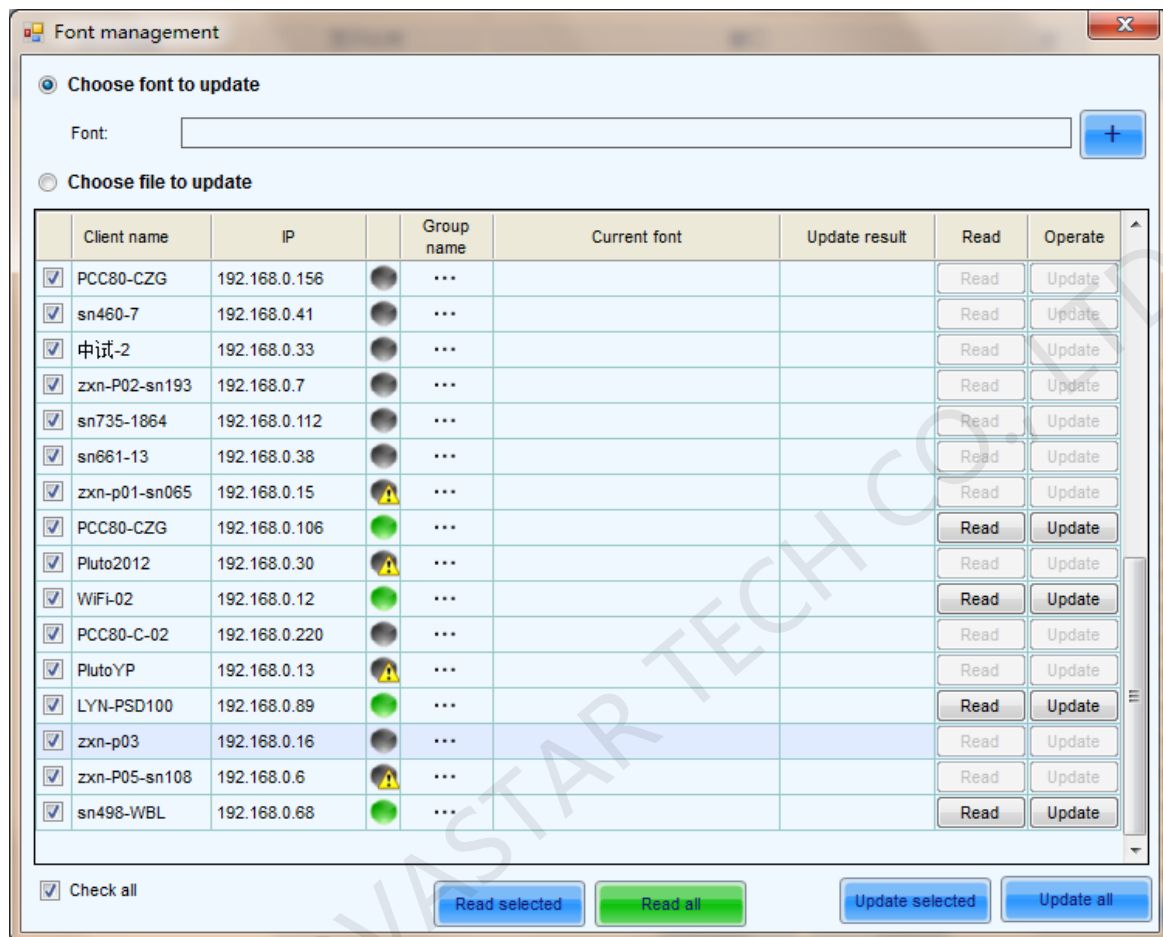 Font management
Choose font to update
Font:
+
Choose file to update
Client name IP Group name Current font Update result Read Operate
PCC80-CZG 192.168.0.156 ... Read Update
sn460-7 192.168.0.41 ... Read Update
中试-2 192.168.0.33 ... Read Update
zxn-P02-sn193 192.168.0.7 ... Read Update
sn735-1864 192.168.0.112 ... Read Update
sn661-13 192.168.0.38 ... Read Update
zxn-p01-sn065 192.168.0.15 ... Read Update
PCC80-CZG 192.168.0.106 ... Read Update
Pluto2012 192.168.0.30 ... Read Update
WiFi-02 192.168.0.12 ... Read Update
PCC80-C-02 192.168.0.220 ... Read Update
PlutoYP 192.168.0.13 ... Read Update
LYN-PSD100 192.168.0.89 ... Read Update
zxn-p03 192.168.0.16 ... Read Update
zxn-P05-sn108 192.168.0.6 ... Read Update
sn498-WBL 192.168.0.68 ... Read Update
Check all Read selected Read all Update selected Update all
VASTAR TECH CO., LTD